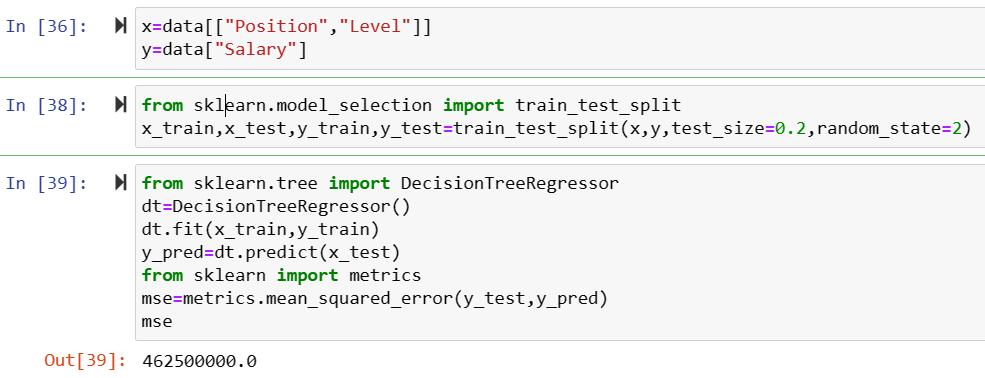 In [36]: x=data[["Position","Level"]]
y=data["Salary"]
In [38]: from sklearn.model_selection import train_test_split
x_train,x_test,y_train,y_test=train_test_split(x,y,test_size=0.2,random_state=2)
In [39]: from sklearn.tree import DecisionTreeRegressor
dt=DecisionTreeRegressor()
dt.fit(x_train,y_train)
y_pred=dt.predict(x_test)
from sklearn import metrics
mse=metrics.mean_squared_error(y_test,y_pred)
mse
Out[39]: 462500000.0